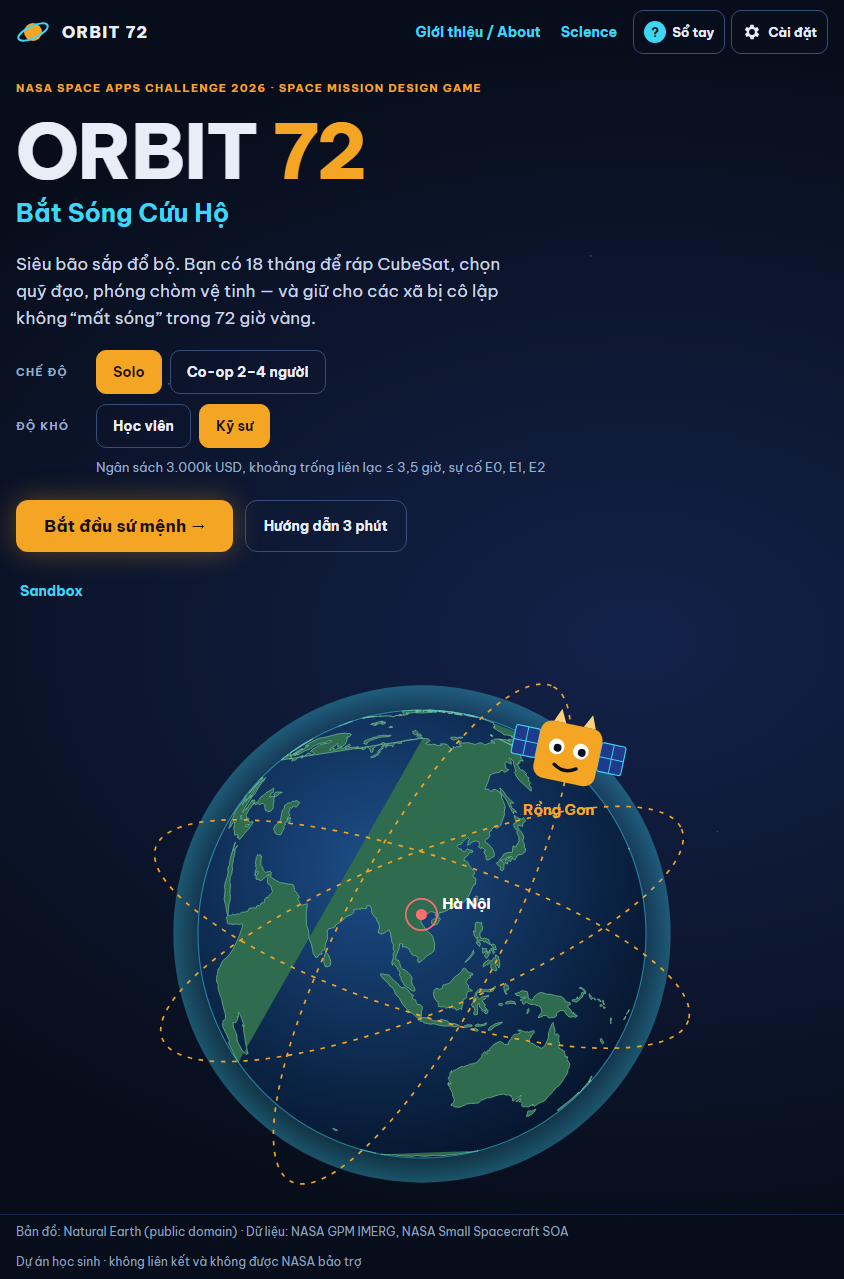 ORBIT 72
Giới thiệu / About
Science
? Sổ tay
Cài đặt
NASA SPACE APPS CHALLENGE 2026 · SPACE MISSION DESIGN GAME
ORBIT 72
Bắt Sóng Cứu Hộ
Siêu bão sắp đổ bộ. Bạn có 18 tháng để ráp CubeSat, chọn
quỹ đạo, phóng chòm vệ tinh — và giữ cho các xã bị cô lập
không “mất sóng” trong 72 giờ vàng.
CHẾ ĐỘ
Solo
Co-op 2–4 người
ĐỘ KHÓ
Học viên
Kỹ sư
Ngân sách 3.000k USD, khoảng trống liên lạc ≤ 3,5 giờ, sự cố E0, E1, E2
Bắt đầu sứ mệnh →
Hướng dẫn 3 phút
Sandbox
Rồng Con
Hà Nội
Bản đồ: Natural Earth (public domain) · Dữ liệu: NASA GPM IMERG, NASA Small Spacecraft SOA
Dự án học sinh · không liên kết và không được NASA bảo trợ